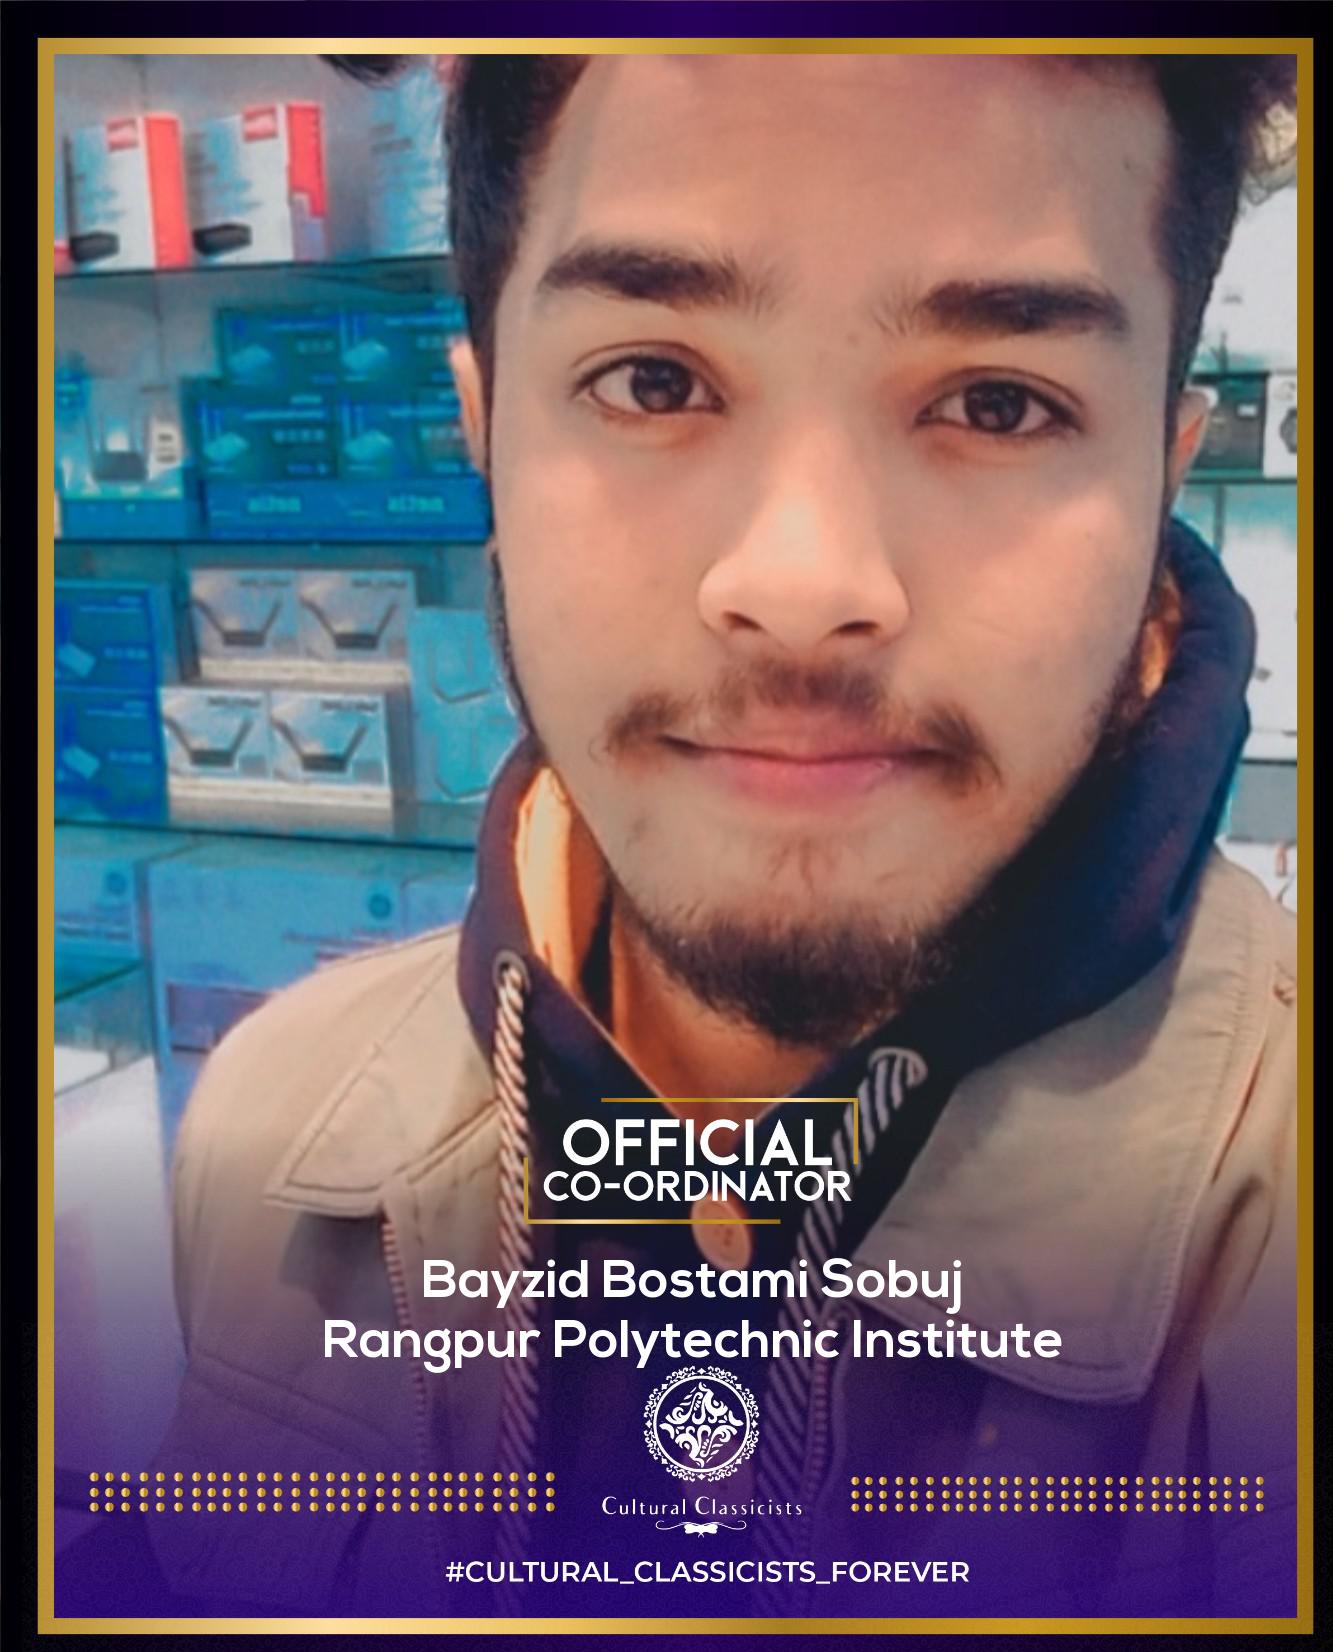 OFFICIAL
CO-ORDINATOR
Bayzid Bostami Sobuj
Rangpur Polytechnic Institute
Cultural Classicists
#CULTURAL_CLASSICISTS_FOREVER